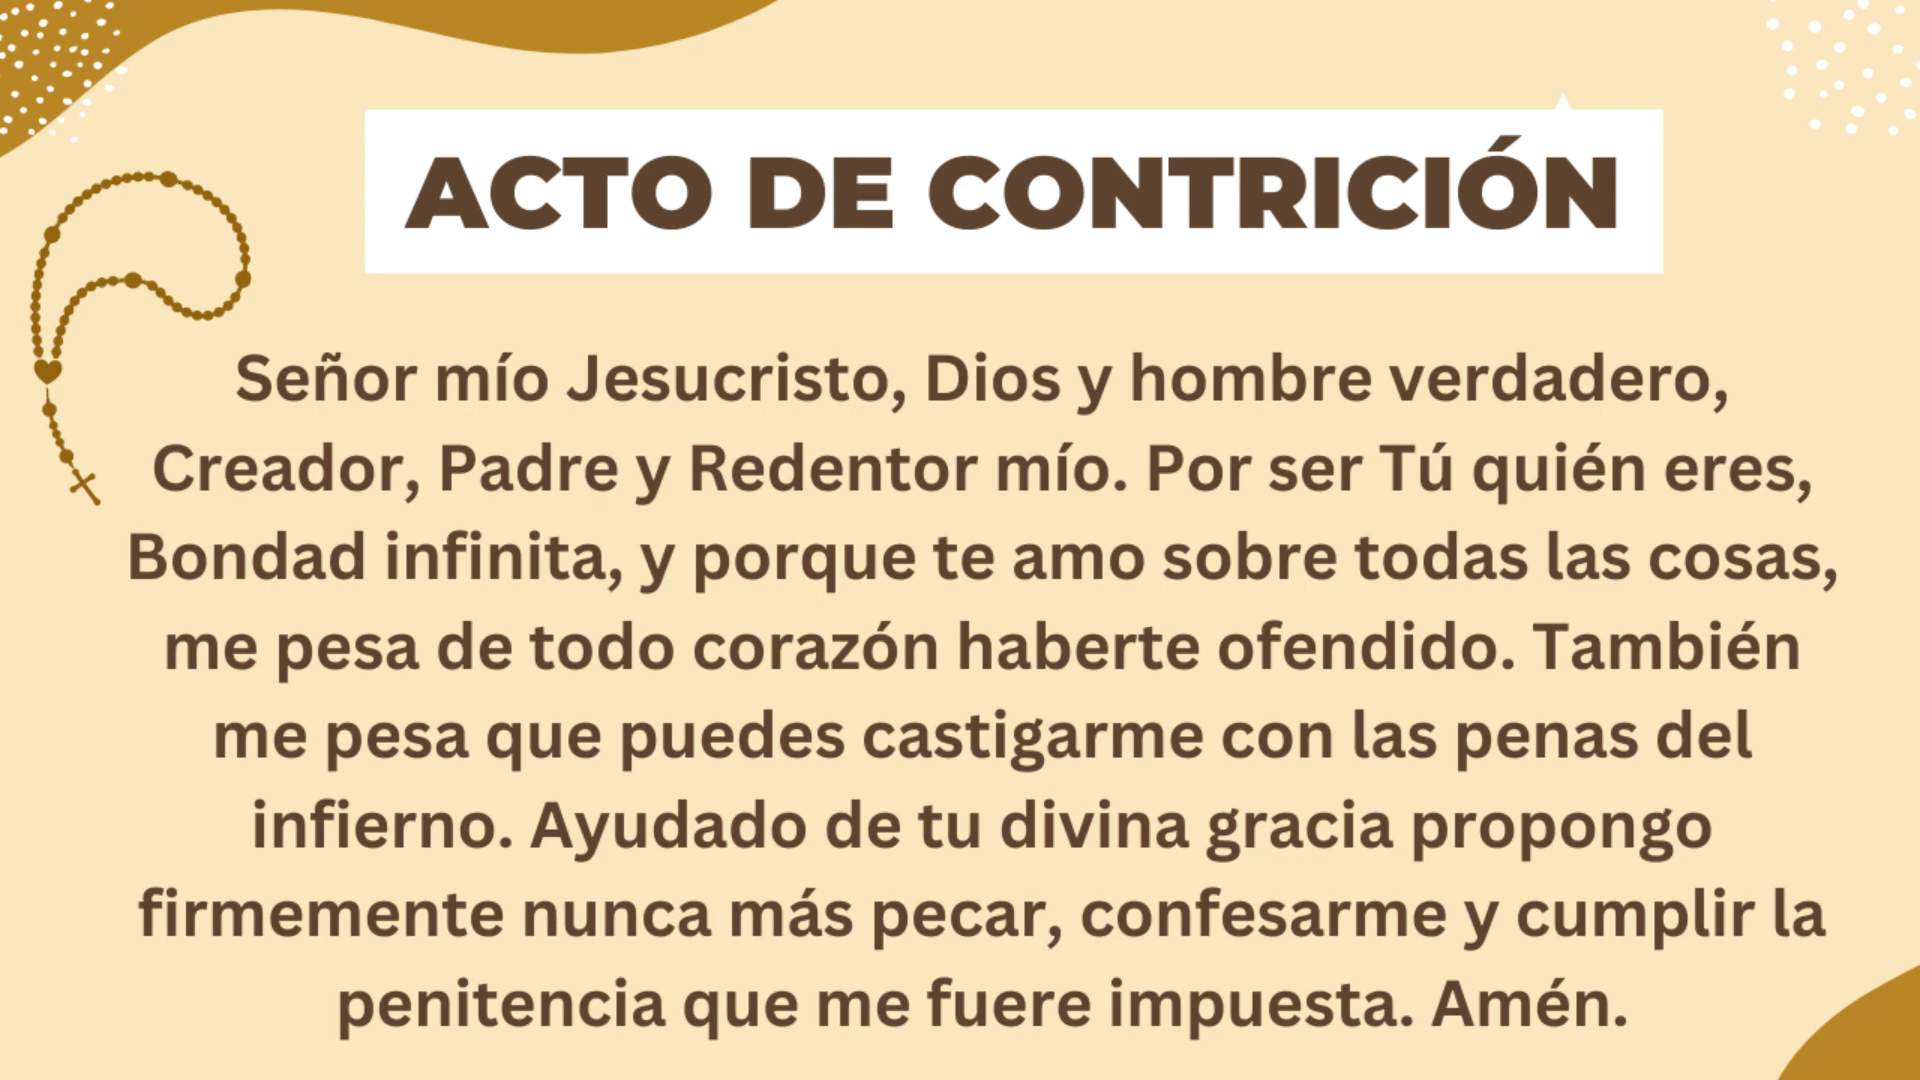 ACTO DE CONTRICIÓN
Señor mío Jesucristo, Dios y hombre verdadero,
Creador, Padre y Redentor mío. Por ser Tú quién eres,
Bondad infinita, y porque te amo sobre todas las cosas,
me pesa de todo corazón haberte ofendido. También
me pesa que puedes castigarme con las penas del
infierno. Ayudado de tu divina gracia propongo
firmemente nunca más pecar, confesarme y cumplir la
penitencia que me fuere impuesta. Amén.